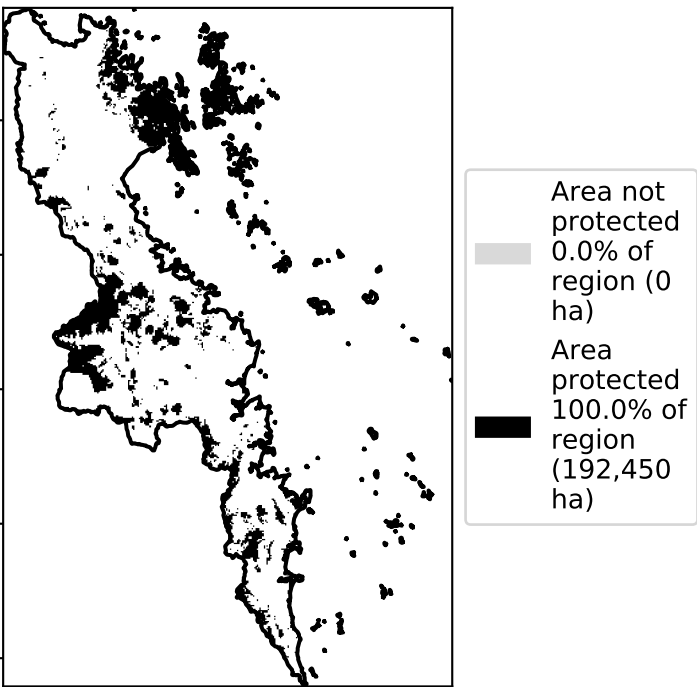 Area not
protected
0.0% of
region (0
ha)
Area
protected
100.0% of
region
(192,450
ha)